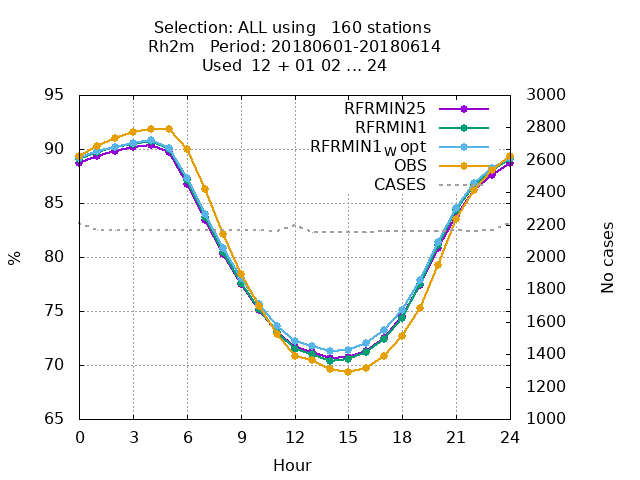 Selection: ALL using   160 stations
Rh2m   Period: 20180601-20180614
Used  12 + 01 02 ... 24
95
90
85
80
75
70
65
3000
2800
2600
2400
2200
2000
1800
1600
1400
1200
1000
RFRMIN25
RFRMIN1
RFRMIN1w opt
OBS
CASES
%
No cases
0 3 6 9 12 15 18 21 24
Hour